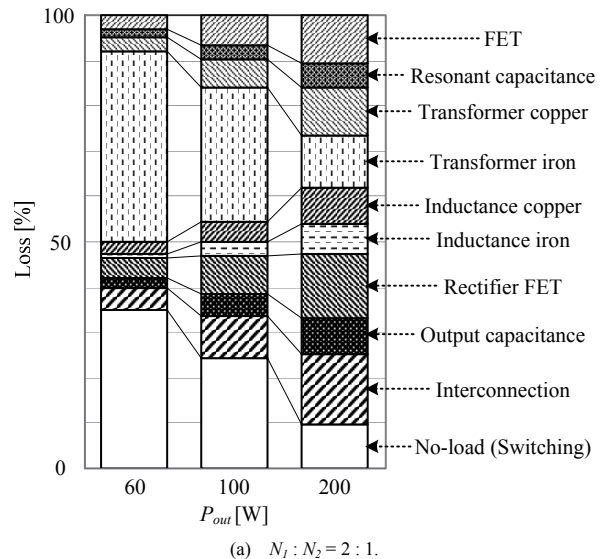 100
50
0
Loss [%]
FET
Resonant capacitance
Transformer copper
Transformer iron
Inductance copper
Inductance iron
Rectifier FET
Output capacitance
Interconnection
No-load (Switching)
60 100 200
Pout [W]
(a) N1 : N2 = 2 : 1.